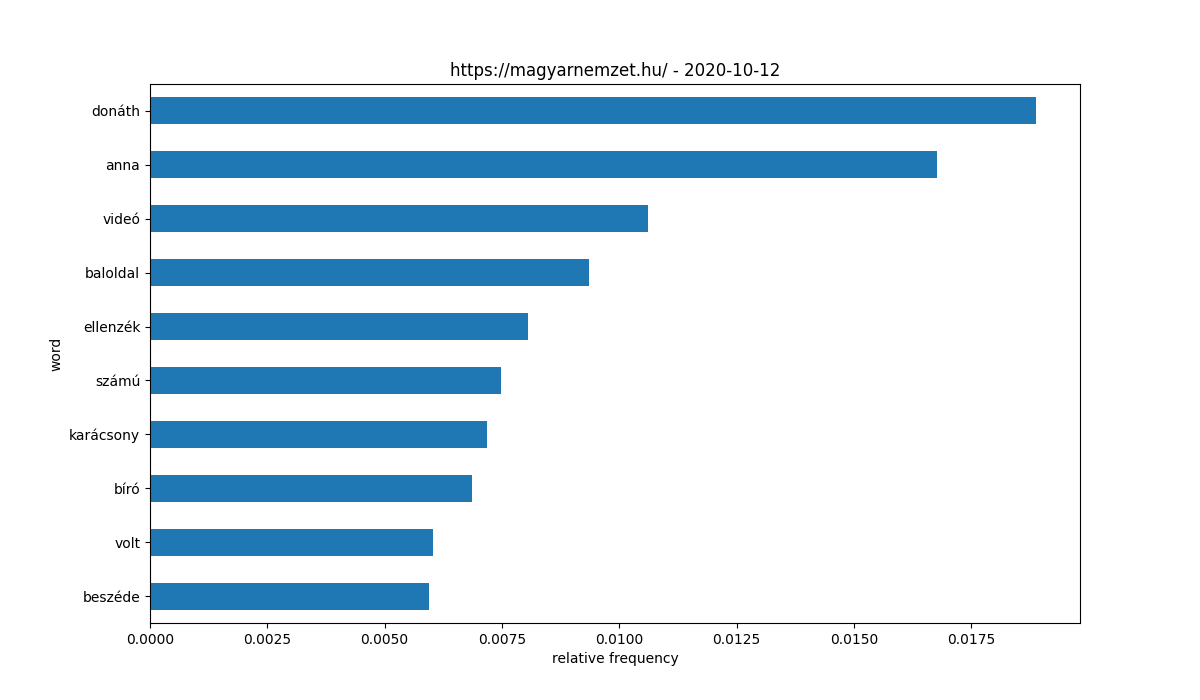 https://magyarnemzet.hu/ - 2020-10-12
donáth
anna
videó
baloldal
ellenzék
számú
karácsony
bíró
volt
beszéde
word
0.0000 0.0025 0.0050 0.0075 0.0100 0.0125 0.0150 0.0175
relative frequency